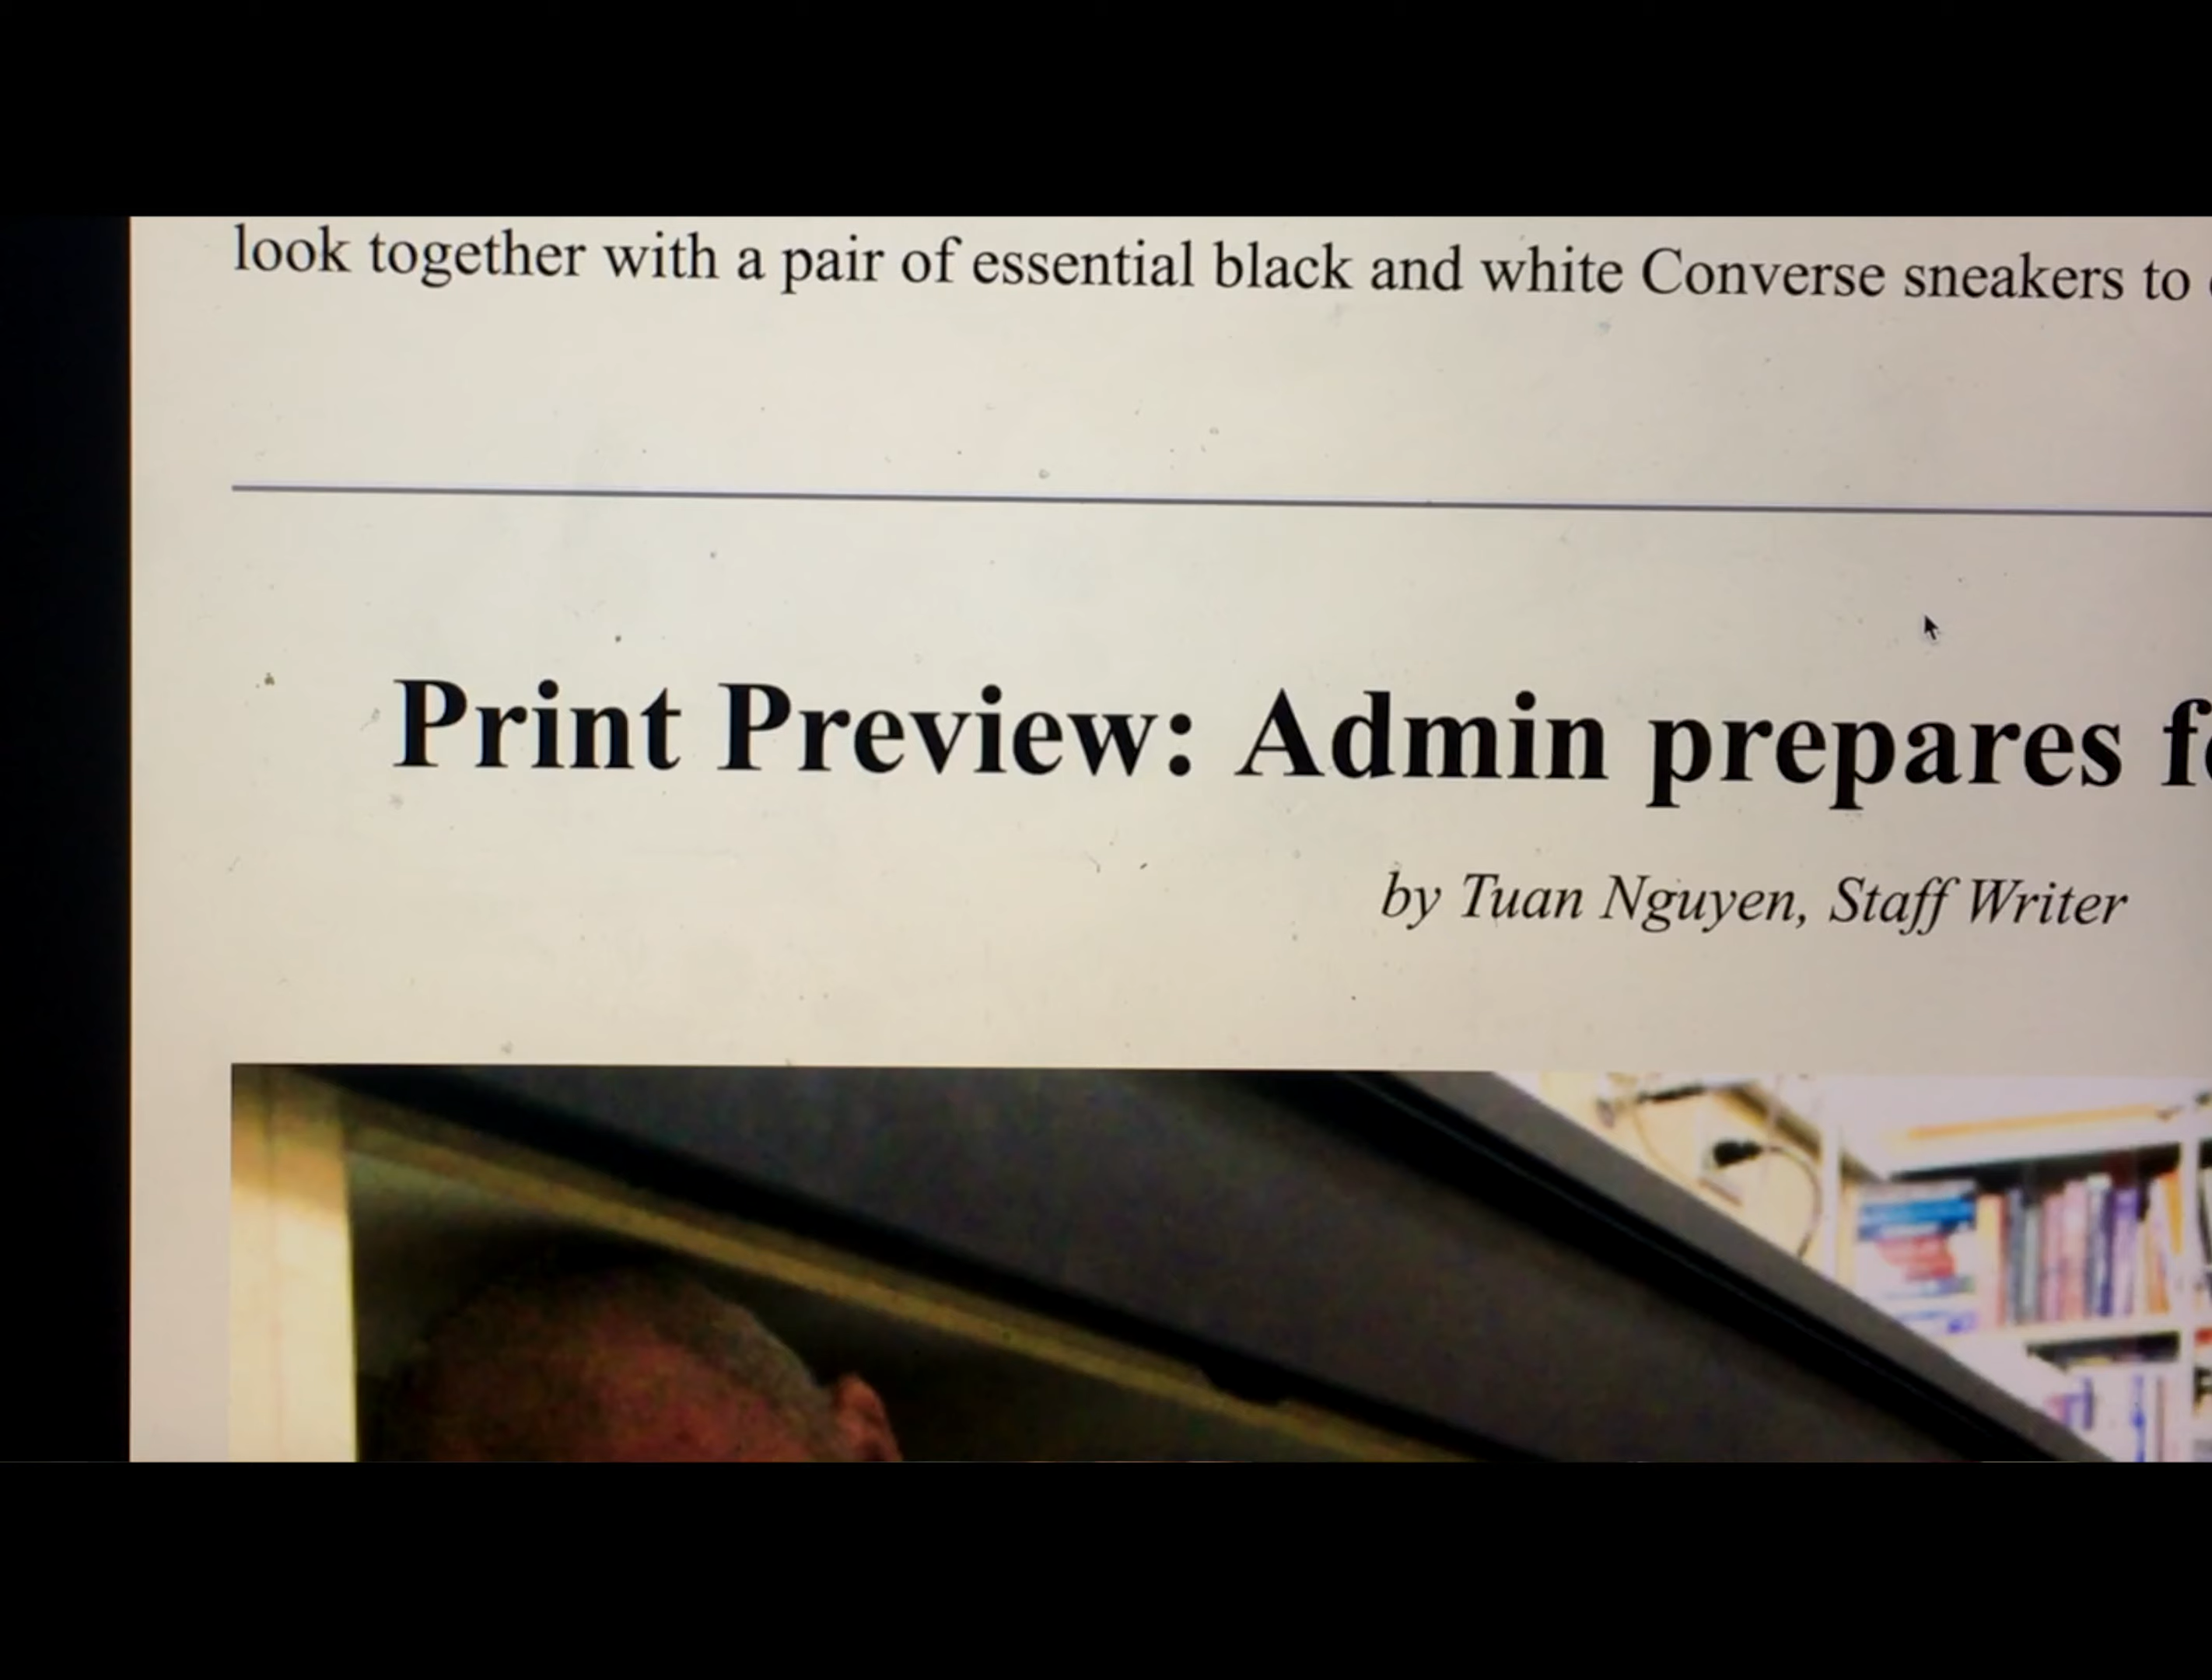 look together with a pair of essential black and white Converse sneakers to
Print Preview: Admin prepares
by Tuan Nguyen, Staff Writer